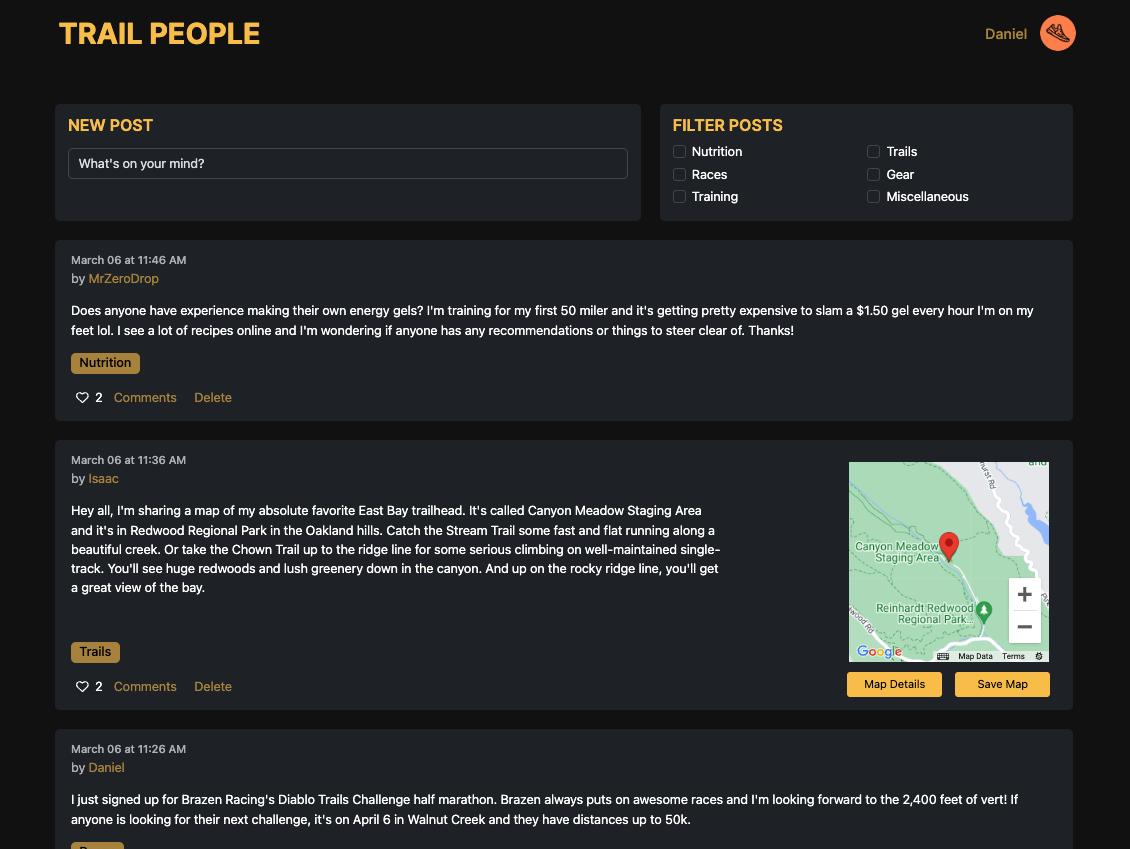 TRAIL PEOPLE
Daniel
NEW POST
What's on your mind?
FILTER POSTS
Nutrition
Trails
Races
Gear
Training
Miscellaneous
March 06 at 11:46 AM
by MrZeroDrop
Does anyone have experience making their own energy gels? I'm training for my first 50 miler and it's getting pretty expensive to slam a $1.50 gel every hour I'm on my
feet lol. I see a lot of recipes online and I'm wondering if anyone has any recommendations or things to steer clear of. Thanks!
Nutrition
2 Comments Delete
March 06 at 11:36 AM
by Isaac
Hey all, I'm sharing a map of my absolute favorite East Bay trailhead. It's called Canyon Meadow Staging Area
and it's in Redwood Regional Park in the Oakland hills. Catch the Stream Trail some fast and flat running along a
beautiful creek. Or take the Chown Trail up to the ridge line for some serious climbing on well-maintained single-
track. You'll see huge redwoods and lush greenery down in the canyon. And up on the rocky ridge line, you'll get
a great view of the bay.
Trails
2 Comments Delete
Canyon Meadow
Staging Area
Reinhardt Redwood
Regional Park...
Google
Map Data
Terms
Map Details
Save Map
March 06 at 11:26 AM
by Daniel
I just signed up for Brazen Racing's Diablo Trails Challenge half marathon. Brazen always puts on awesome races and I'm looking forward to the 2,400 feet of vert! If
anyone is looking for their next challenge, it's on April 6 in Walnut Creek and they have distances up to 50k.